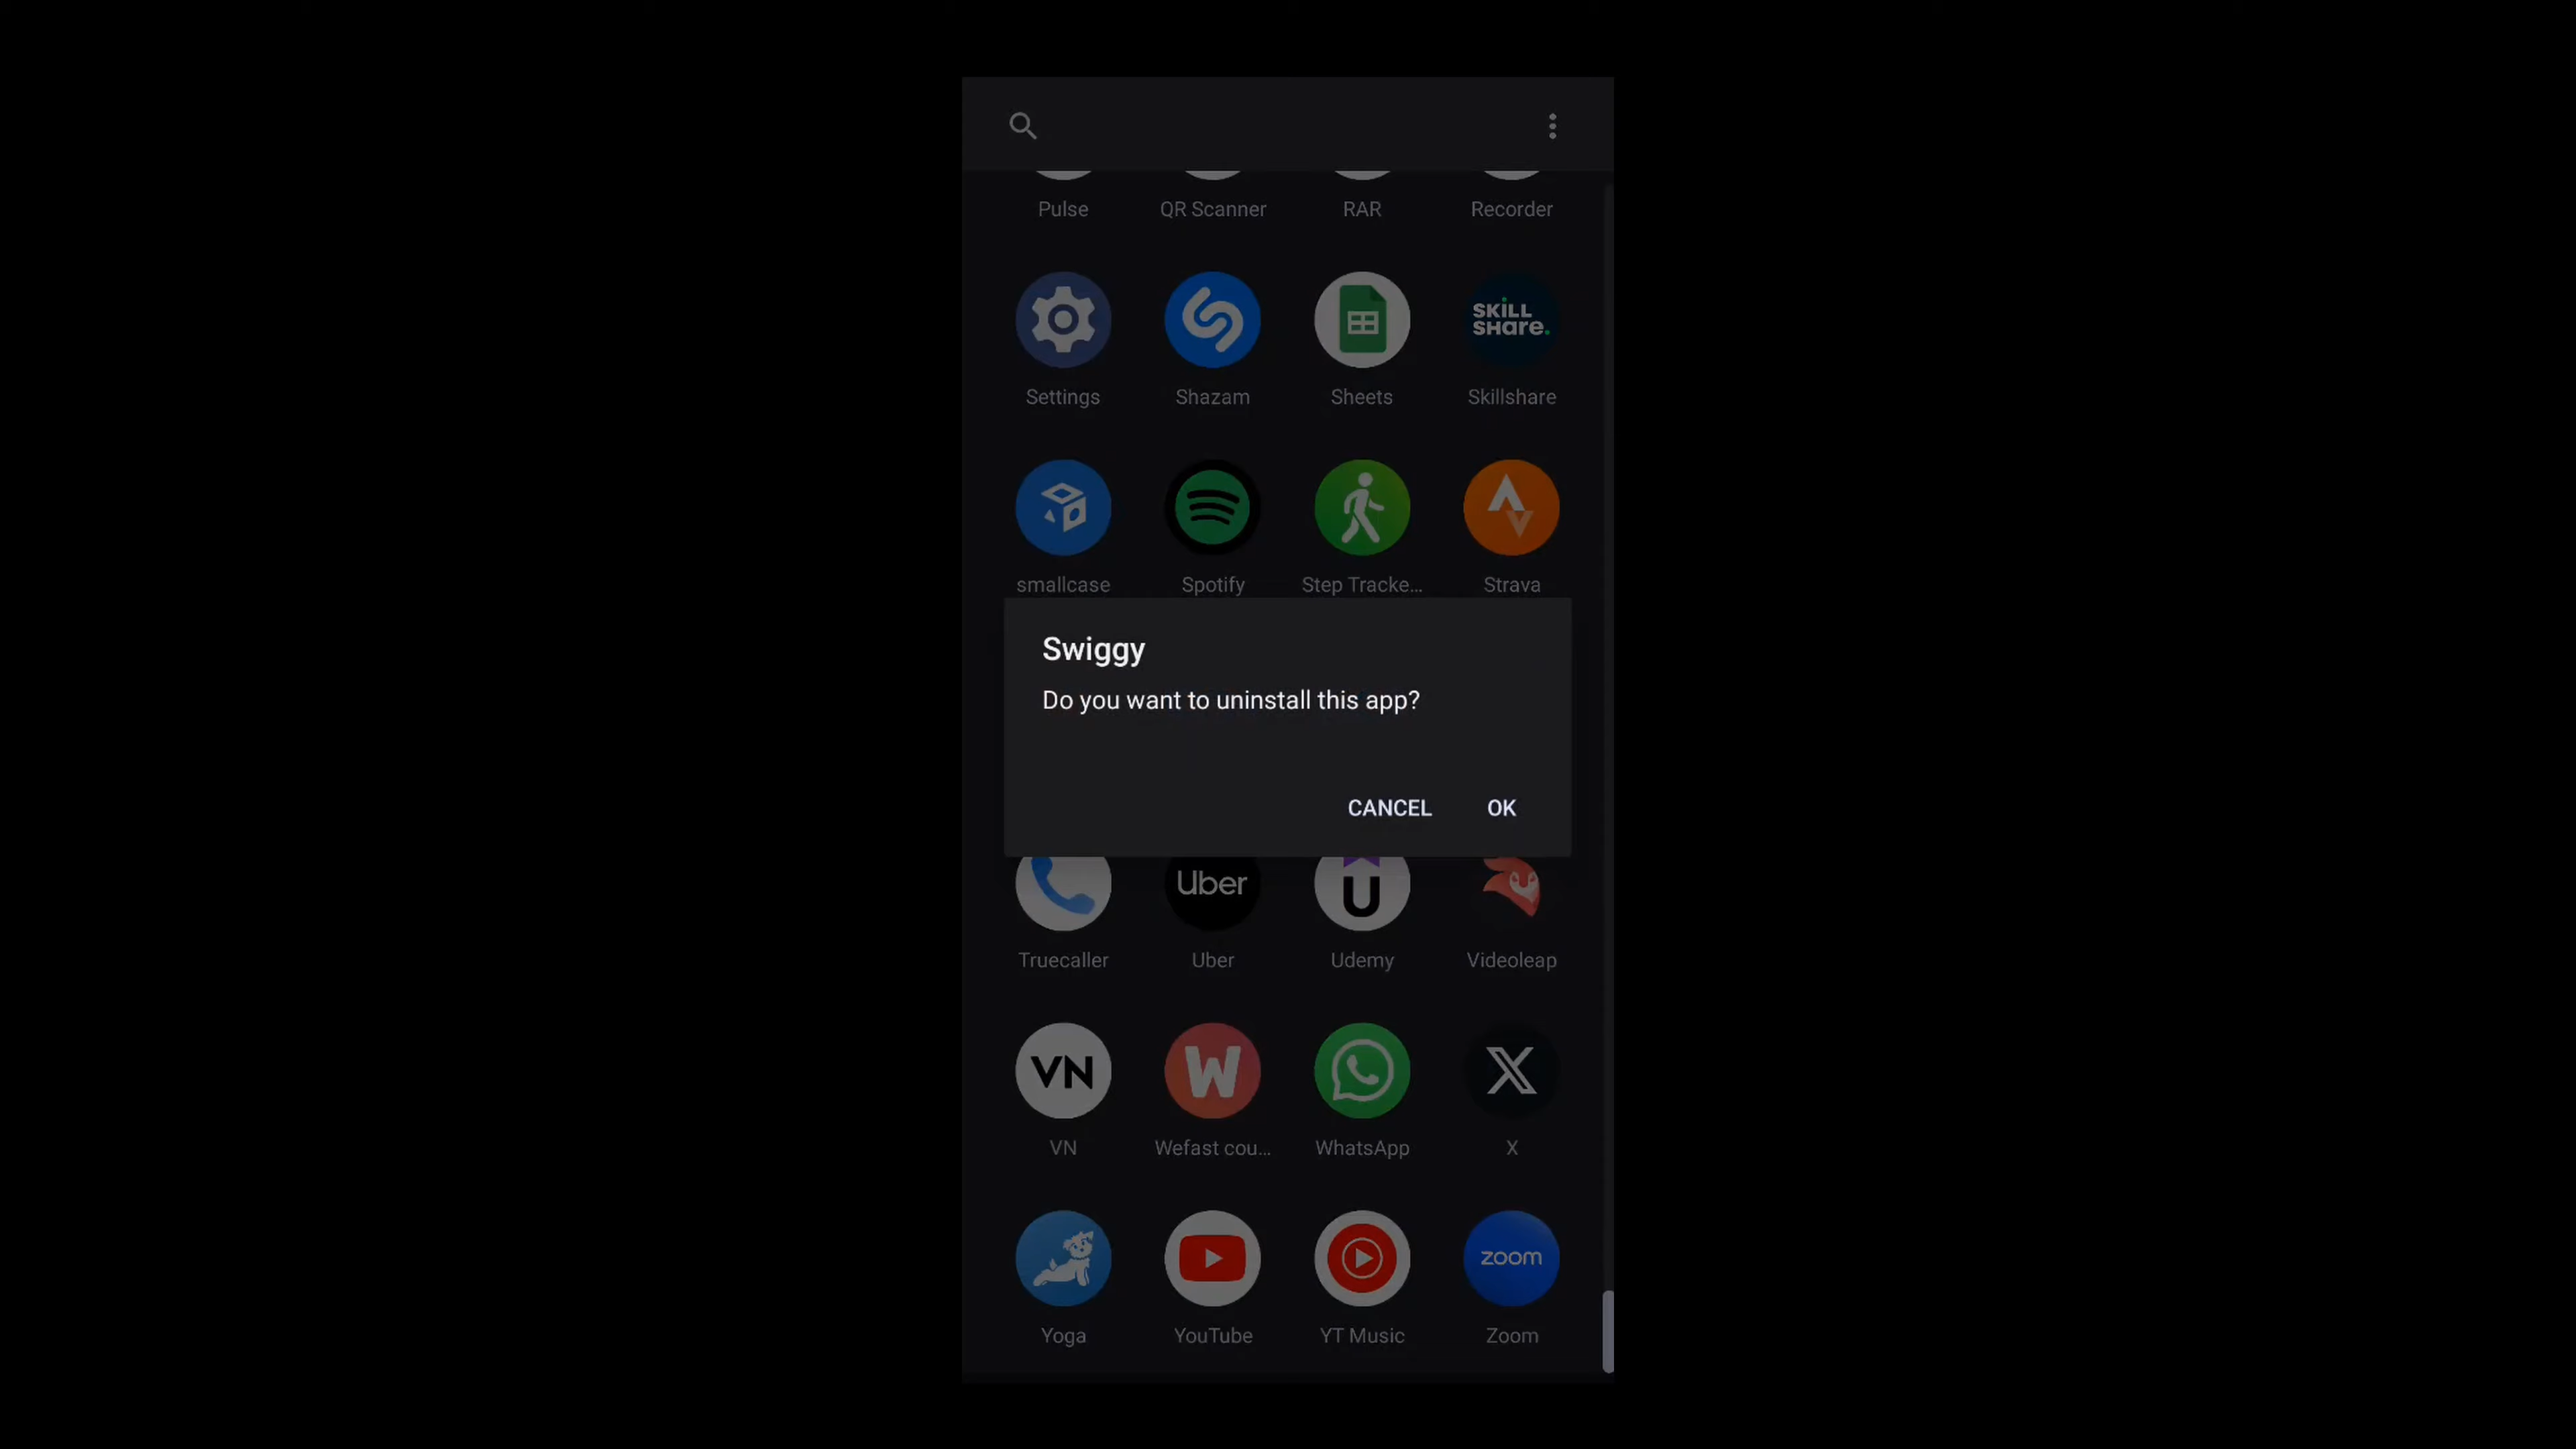 Pulse QR Scanner RAR Recorder
SKILL
SHARE.
Settings Shazam Sheets Skillshare
smallcase Spotify Step Tracke... Strava
Swiggy
Do you want to uninstall this app?
CANCEL OK
Uber U
Truecaller Uber Udemy Videoleap
VN W X
VN Wefast cou... WhatsApp X
zoom
Yoga YouTube YT Music Zoom